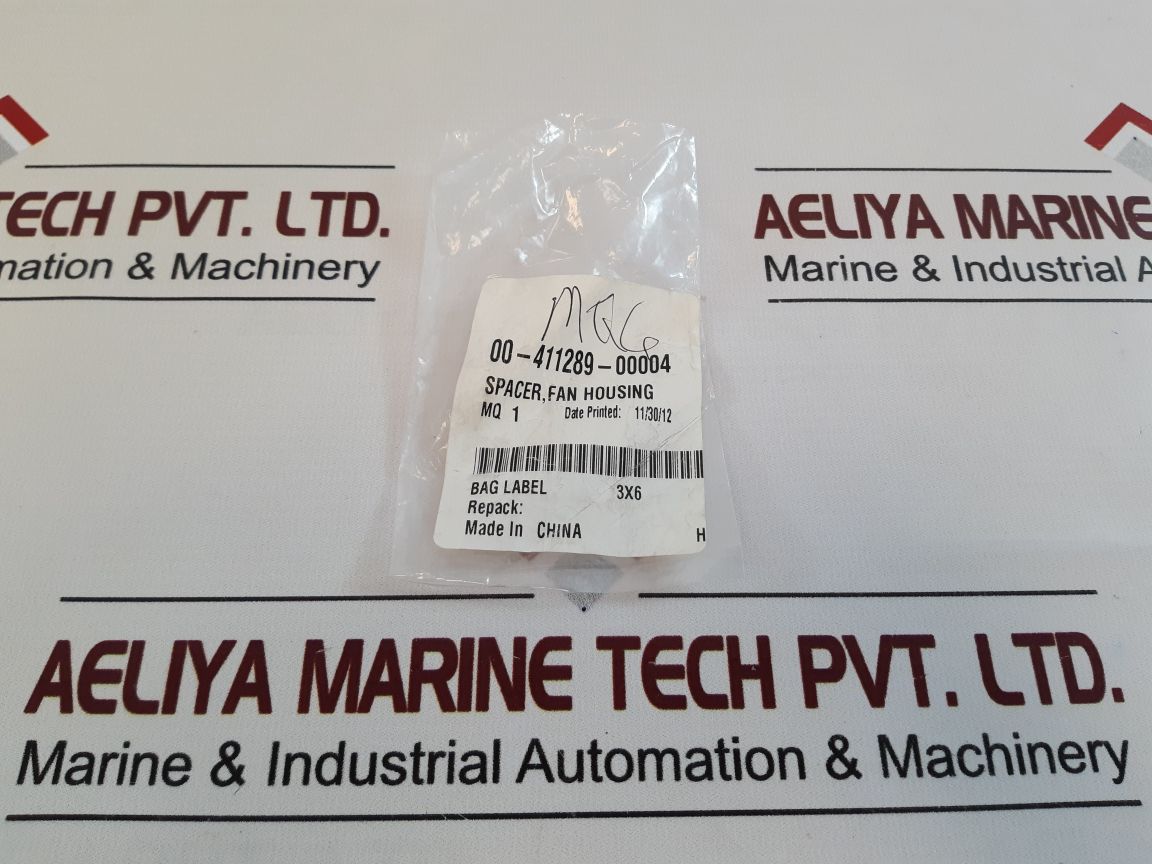 TECH PVT. LTD.
mation & Machinery
AELIYA MARINE
Marine & Industrial A
MQ6
00-411289-00004
SPACER, FAN HOUSING
MQ 1 Date Printed: 11/30/12
BAG LABEL 3X6
Repack:
Made In CHINA H
AELIYA MARINE TECH PVT. LTD.
Marine & Industrial Automation & Machinery